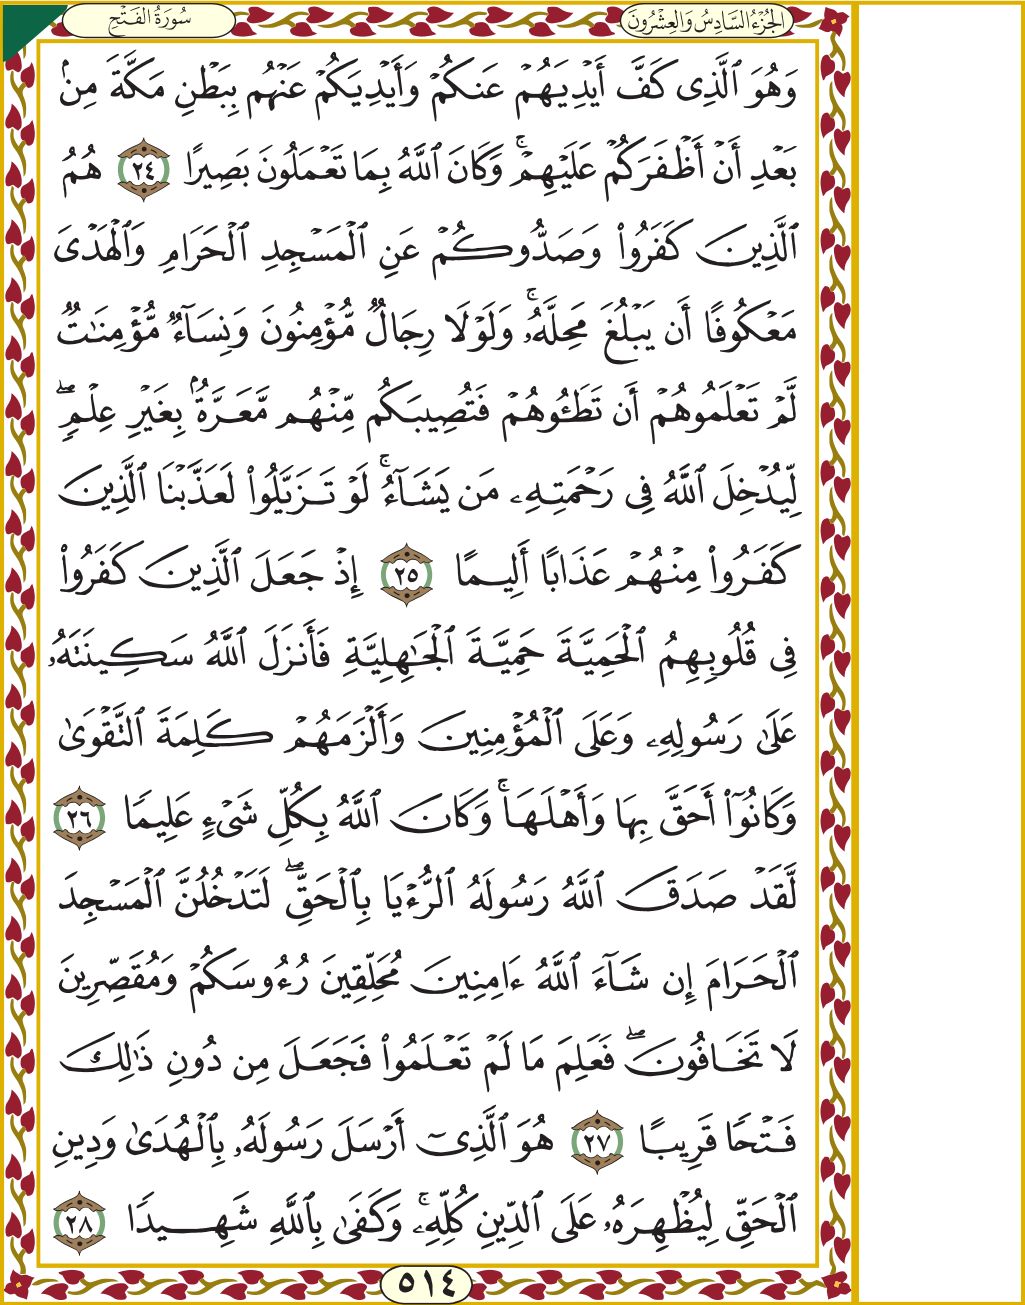 الجُزْءُ السَّادِسُ وَالعِشْرُونَ
سُورَةُ الفَتْحِ
وَهُوَ ٱلَّذِى كَفَّ أَيْدِيَهُمْ عَنكُمْ وَأَيْدِيَكُمْ عَنْهُم بِبَطْنِ مَكَّةَ مِنۢ
بَعْدِ أَنْ أَظْفَرَكُمْ عَلَيْهِمْ ۚ وَكَانَ ٱللَّهُ بِمَا تَعْمَلُونَ بَصِيرًا ٢٤ هُمُ
ٱلَّذِينَ كَفَرُوا۟ وَصَدُّوكُمْ عَنِ ٱلْمَسْجِدِ ٱلْحَرَامِ وَٱلْهَدْىَ
مَعْكُوفًا أَن يَبْلُغَ مَحِلَّهُۥ ۚ وَلَوْلَا رِجَالٌ مُّؤْمِنُونَ وَنِسَآءٌ مُّؤْمِنَـٰتٌ
لَّمْ تَعْلَمُوهُمْ أَن تَطَـُٔوهُمْ فَتُصِيبَكُم مِّنْهُم مَّعَرَّةٌۢ بِغَيْرِ عِلْمٍ ۖ
لِّيُدْخِلَ ٱللَّهُ فِى رَحْمَتِهِۦ مَن يَشَآءُ ۚ لَوْ تَزَيَّلُوا۟ لَعَذَّبْنَا ٱلَّذِينَ
كَفَرُوا۟ مِنْهُمْ عَذَابًا أَلِيمًا ٢٥ إِذْ جَعَلَ ٱلَّذِينَ كَفَرُوا۟
فِى قُلُوبِهِمُ ٱلْحَمِيَّةَ حَمِيَّةَ ٱلْجَـٰهِلِيَّةِ فَأَنزَلَ ٱللَّهُ سَكِينَتَهُۥ
عَلَىٰ رَسُولِهِۦ وَعَلَى ٱلْمُؤْمِنِينَ وَأَلْزَمَهُمْ كَلِمَةَ ٱلتَّقْوَىٰ
وَكَانُوٓا۟ أَحَقَّ بِهَا وَأَهْلَهَا ۚ وَكَانَ ٱللَّهُ بِكُلِّ شَىْءٍ عَلِيمًا ٢٦
لَّقَدْ صَدَقَ ٱللَّهُ رَسُولَهُ ٱلرُّءْيَا بِٱلْحَقِّ ۖ لَتَدْخُلُنَّ ٱلْمَسْجِدَ
ٱلْحَرَامَ إِن شَآءَ ٱللَّهُ ءَامِنِينَ مُحَلِّقِينَ رُءُوسَكُمْ وَمُقَصِّرِينَ
لَا تَخَافُونَ ۖ فَعَلِمَ مَا لَمْ تَعْلَمُوا۟ فَجَعَلَ مِن دُونِ ذَٰلِكَ
فَتْحًا قَرِيبًا ٢٧ هُوَ ٱلَّذِىٓ أَرْسَلَ رَسُولَهُۥ بِٱلْهُدَىٰ وَدِينِ
ٱلْحَقِّ لِيُظْهِرَهُۥ عَلَى ٱلدِّينِ كُلِّهِۦ ۚ وَكَفَىٰ بِٱللَّهِ شَهِيدًا ٢٨
٥١٤